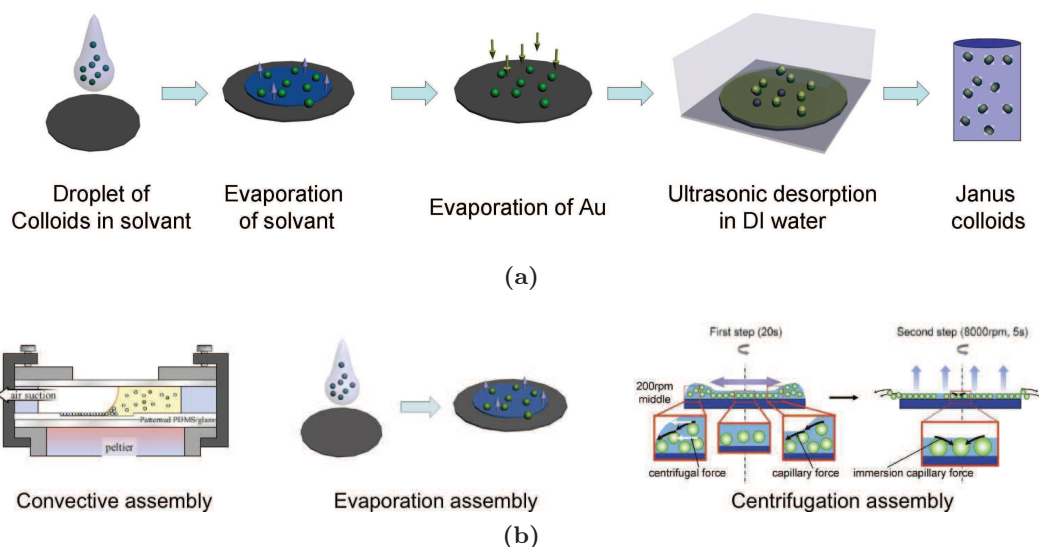 Droplet of
Colloids in solvant
Evaporation
of solvant
Evaporation of Au
Ultrasonic desorption
in DI water
Janus
colloids
(a)
air suction
Patterned PDMS/glass
peltier
Convective assembly
Evaporation assembly
First step (20s)
Second step (8000rpm, 5s)
200rpm
middle
centrifugal force
capillary force
immersion capillary force
Centrifugation assembly
(b)